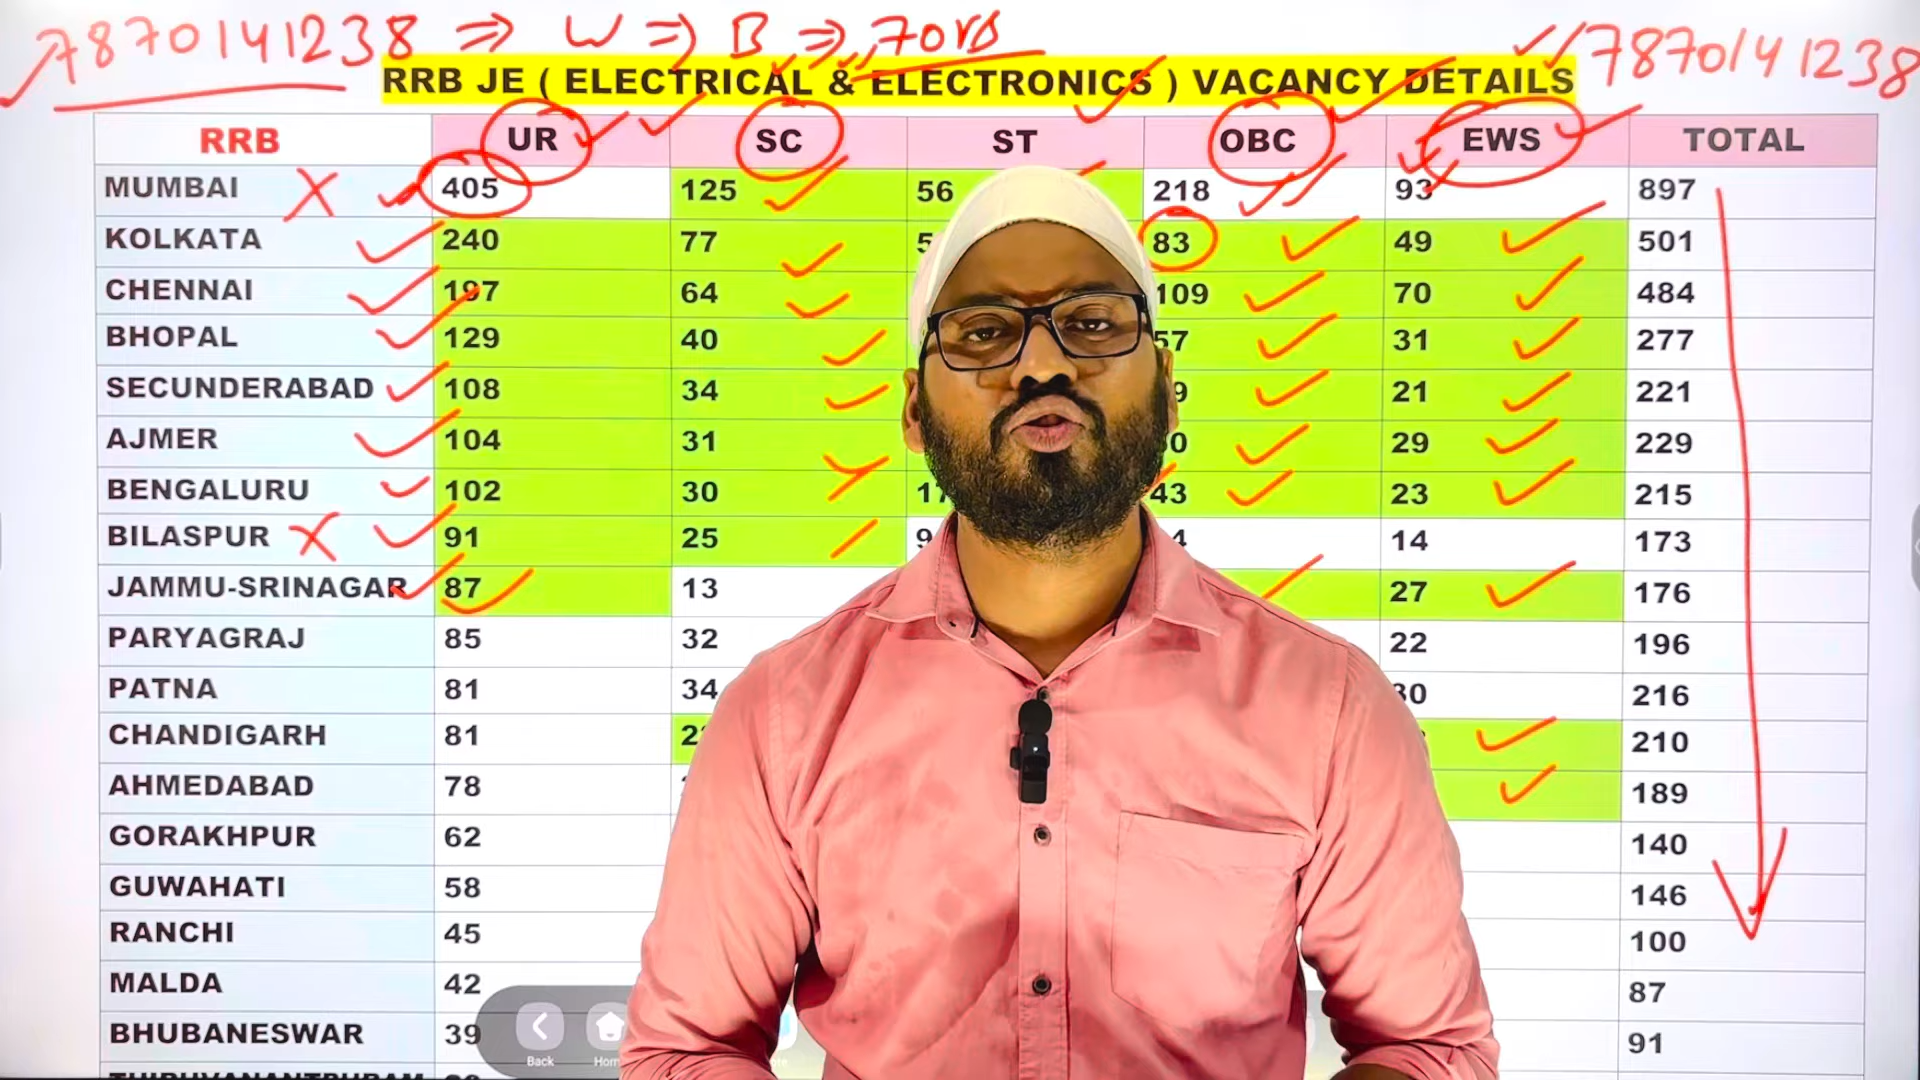 7870141238 ⇒ W ⇒ B ⇒ 70rs 7870141238
RRB JE ( ELECTRICAL & ELECTRONICS ) VACANCY DETAILS
RRB UR SC ST OBC EWS TOTAL
MUMBAI X 405 125 56 218 93 897
KOLKATA 240 77 83 49 501
CHENNAI 197 64 109 70 484
BHOPAL 129 40 57 31 277
SECUNDERABAD 108 34 21 221
AJMER 104 31 29 229
BENGALURU 102 30 17 43 23 215
BILASPUR X 91 25 9 14 173
JAMMU-SRINAGAR 87 13 27 176
PARYAGRAJ 85 32 22 196
PATNA 81 34 30 216
CHANDIGARH 81 210
AHMEDABAD 78 189
GORAKHPUR 62 140
GUWAHATI 58 146
RANCHI 45 100
MALDA 42 87
BHUBANESWAR 39 91
Back